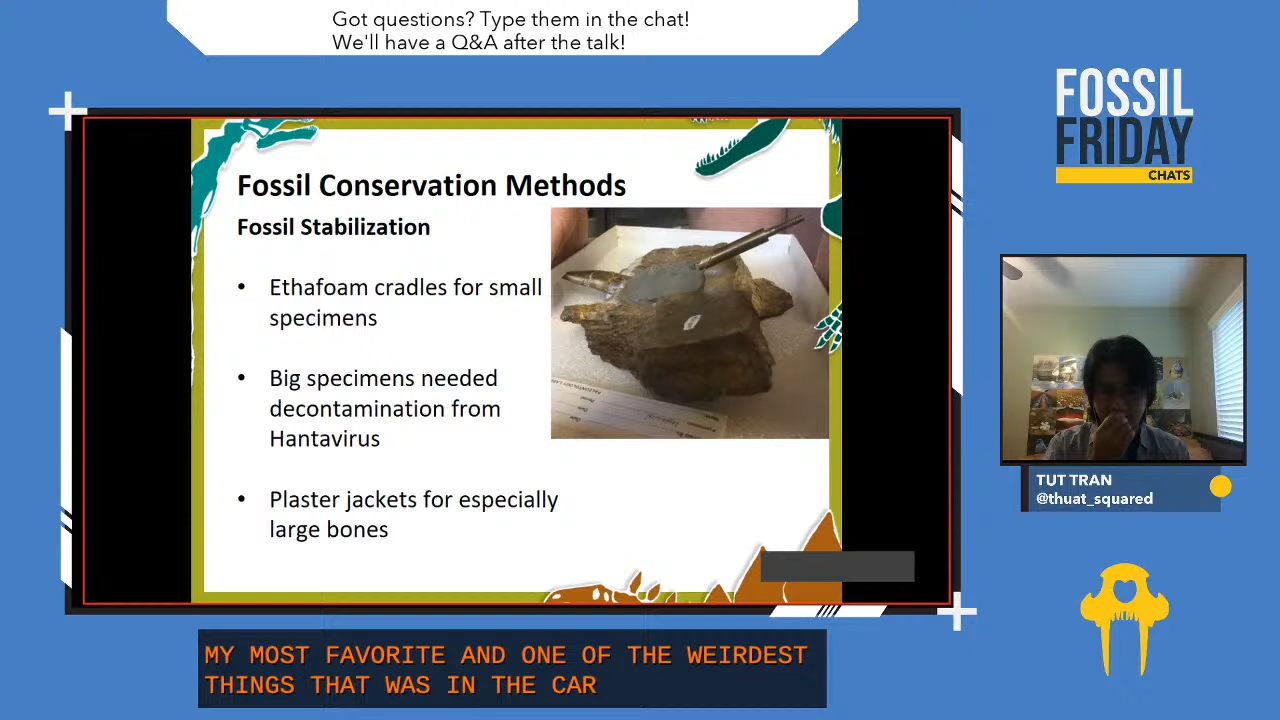 Got questions? Type them in the chat!
We'll have a Q&A after the talk!
FOSSIL
FRIDAY
CHATS
Fossil Conservation Methods
Fossil Stabilization
• Ethafoam cradles for small
specimens
• Big specimens needed
decontamination from
Hantavirus
• Plaster jackets for especially
large bones
TUT TRAN
@thuat_squared
MY MOST FAVORITE AND ONE OF THE WEIRDEST
THINGS THAT WAS IN THE CAR